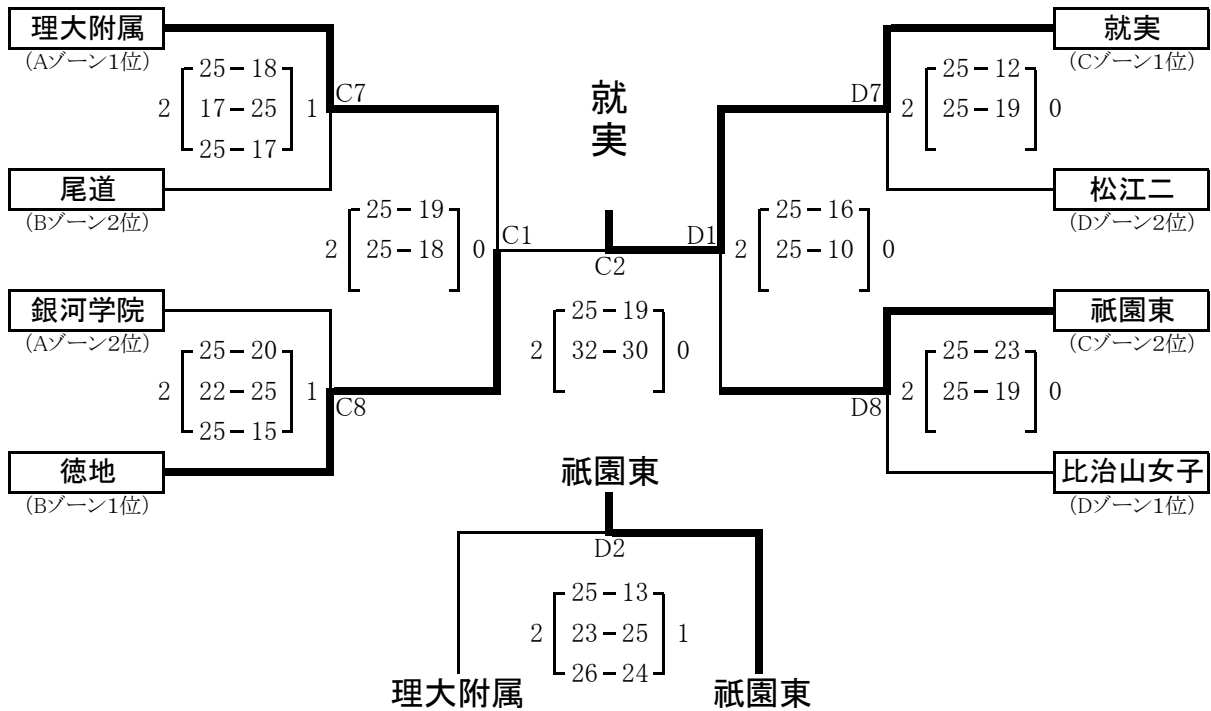 理大附属
(Aゾーン1位)
25－18
C7
2 17－25 1
25－17
尾道
(Bゾーン2位)
25－19
2 25－18 0
C1
銀河学院
(Aゾーン2位)
25－20
2 22－25 1
C8
25－15
徳地
(Bゾーン1位)
就実
C2
25－19
2 32－30 0
就実
(Cゾーン1位)
25－12
D7
2 25－19 0
松江二
(Dゾーン2位)
25－16
D1
2 25－10 0
祇園東
(Cゾーン2位)
25－23
2 25－19 0
D8
比治山女子
(Dゾーン1位)
祇園東
D2
25－13
2 23－25 1
26－24
理大附属 祇園東